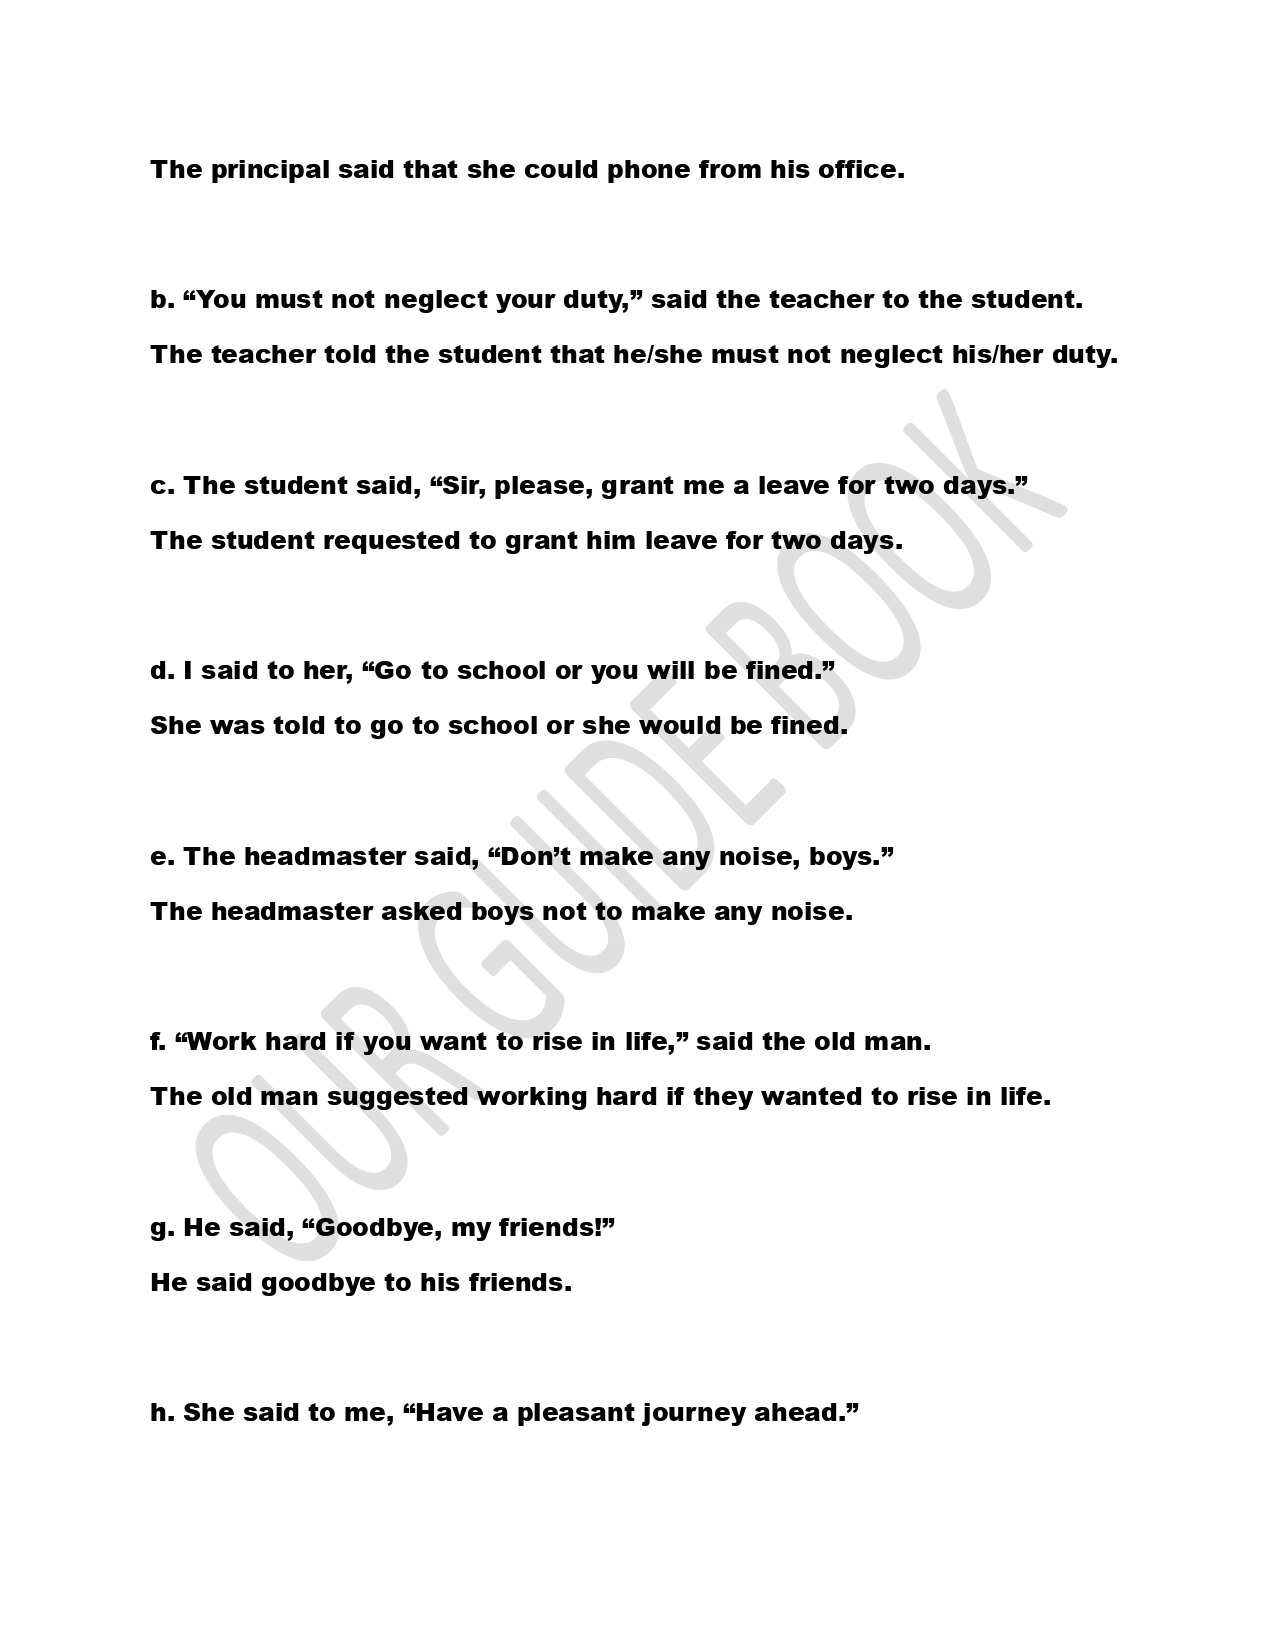 The principal said that she could phone from his office.
b. “You must not neglect your duty,” said the teacher to the student.
The teacher told the student that he/she must not neglect his/her duty.
c. The student said, “Sir, please, grant me a leave for two days.”
The student requested to grant him leave for two days.
d. I said to her, “Go to school or you will be fined.”
She was told to go to school or she would be fined.
e. The headmaster said, “Don’t make any noise, boys.”
The headmaster asked boys not to make any noise.
f. “Work hard if you want to rise in life,” said the old man.
The old man suggested working hard if they wanted to rise in life.
g. He said, “Goodbye, my friends!”
He said goodbye to his friends.
h. She said to me, “Have a pleasant journey ahead.”
OUR GUIDE BOOK